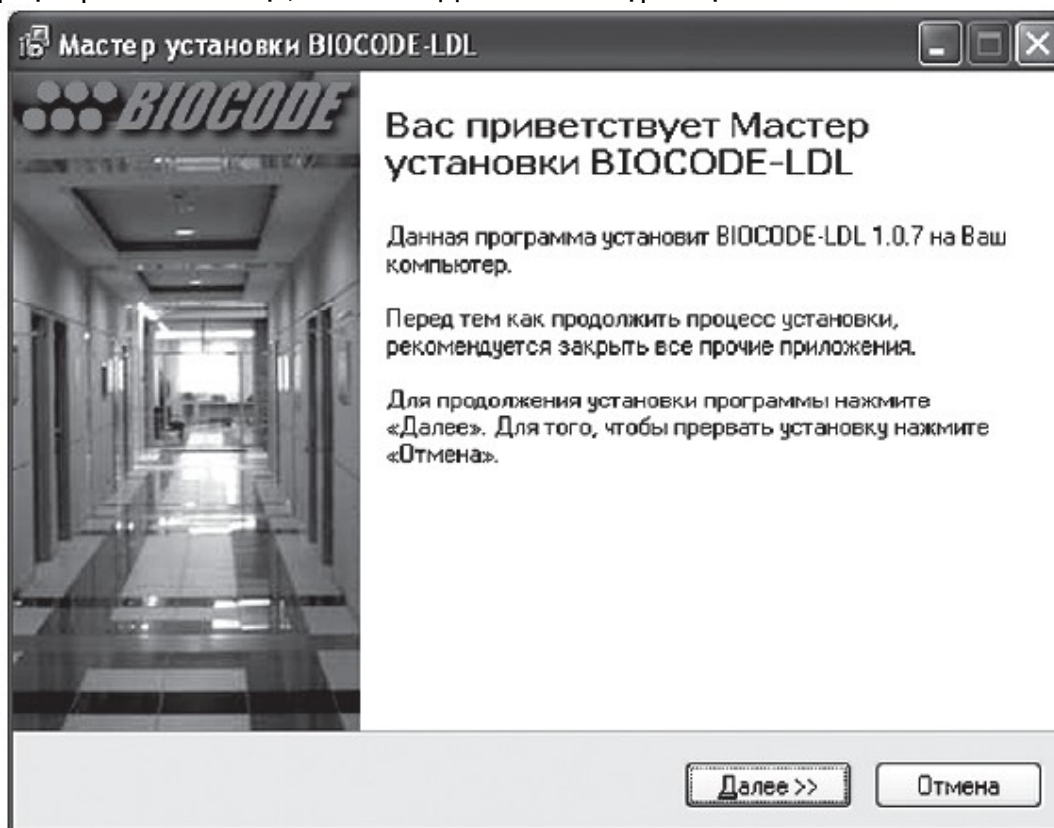 Мастер установки BIOCODE-LDL
BIOCODE
Вас приветствует Мастер
установки BIOCODE-LDL
Данная программа установит BIOCODE-LDL 1.0.7 на Ваш
компьютер.
Перед тем как продолжить процесс установки,
рекомендуется закрыть все прочие приложения.
Для продолжения установки программы нажмите
«Далее». Для того, чтобы прервать установку нажмите
«Отмена».
Далее >>
Отмена